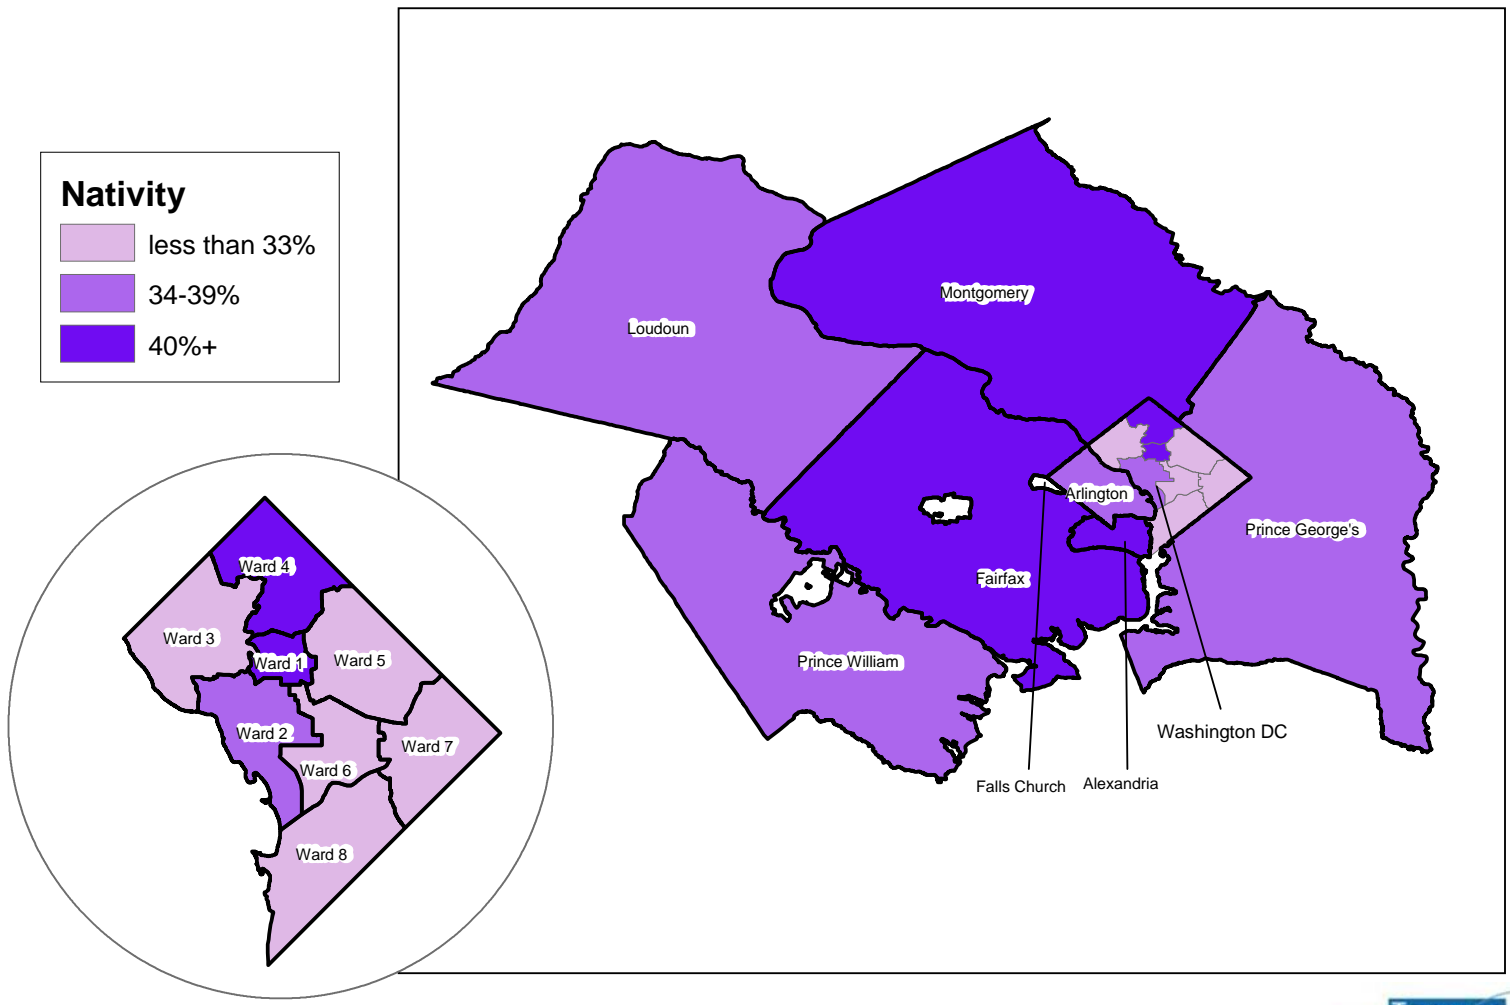 Nativity
less than 33%
34-39%
40%+
Montgomery
Loudoun
Arlington
Prince George's
Fairfax
Prince William
Washington DC
Falls Church
Alexandria
Ward 4
Ward 3
Ward 1
Ward 5
Ward 2
Ward 7
Ward 6
Ward 8